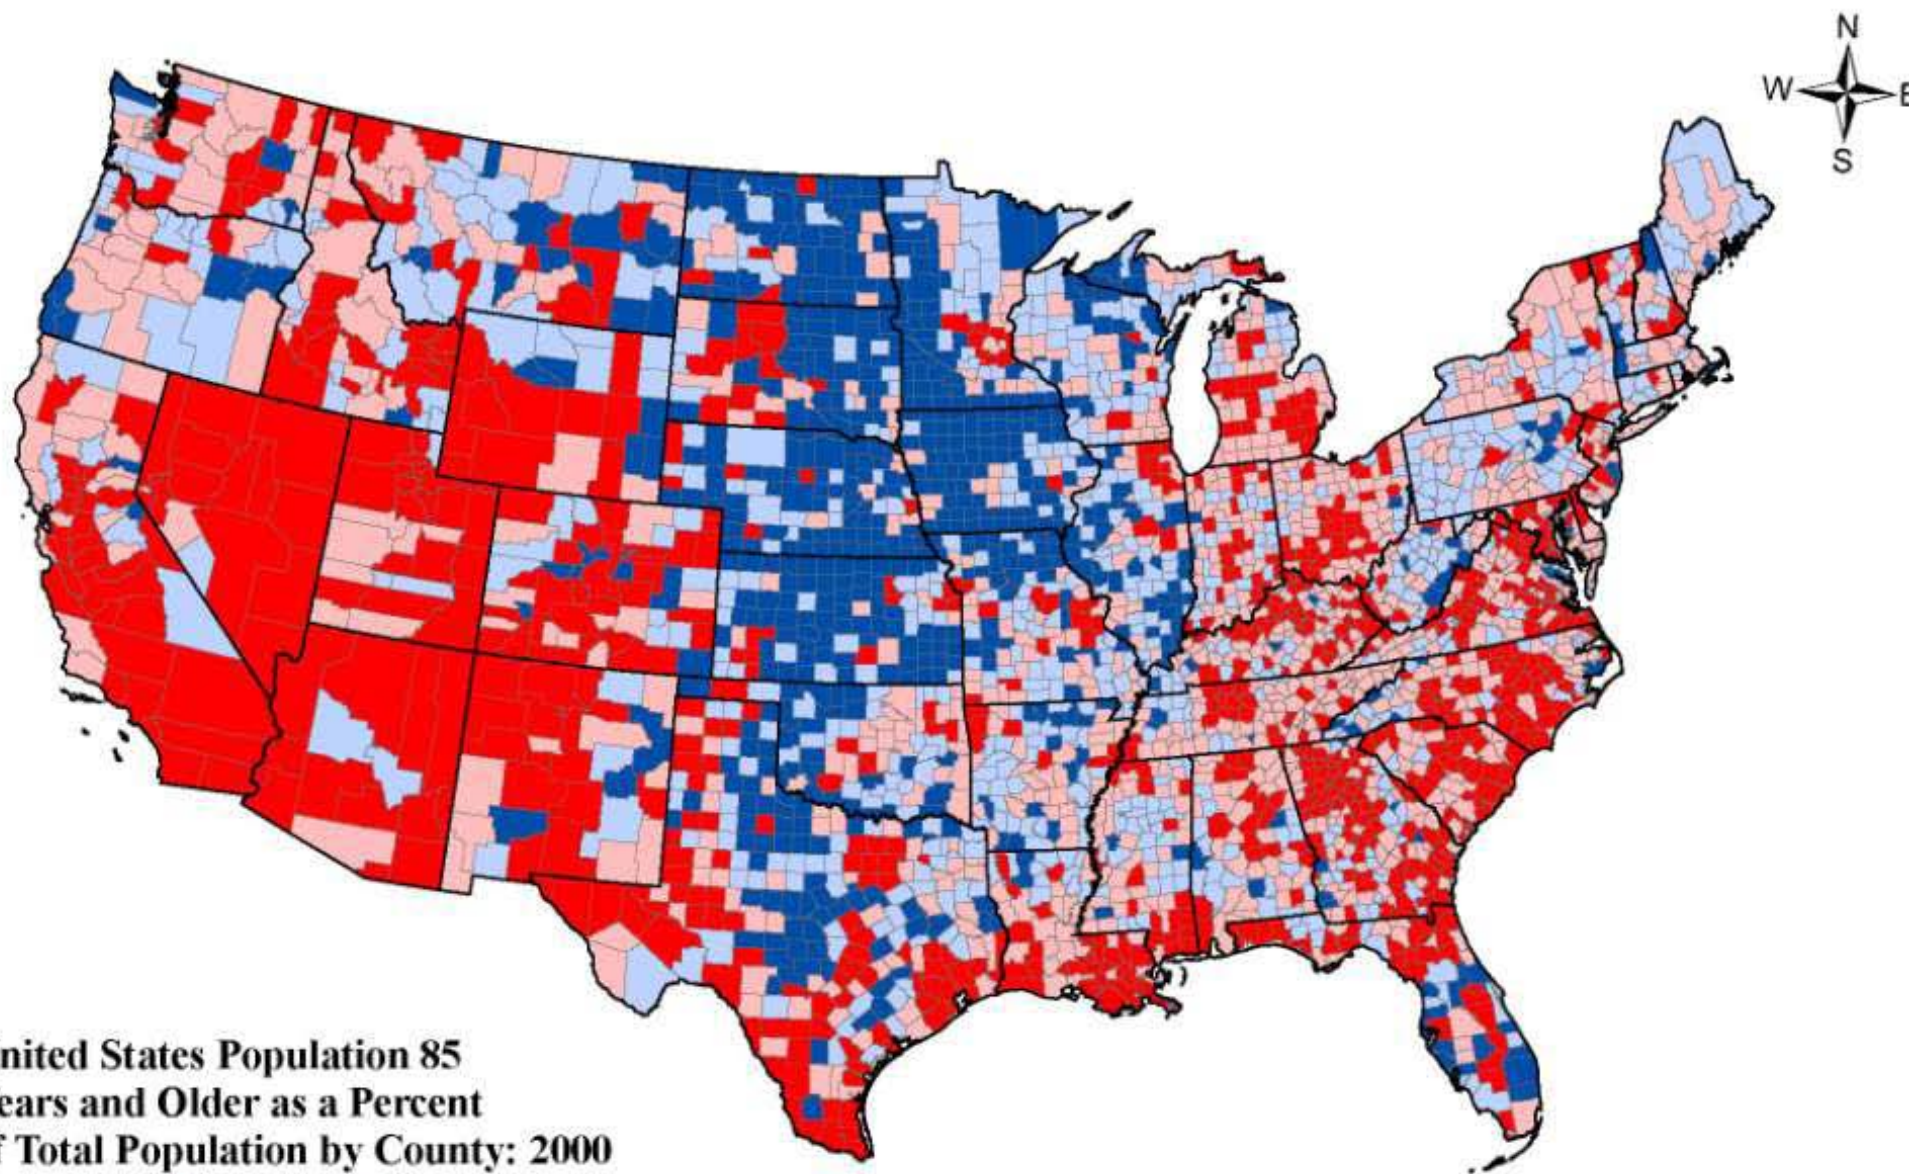 N
W E
S
nited States Population 85
ears and Older as a Percent
f Total Population by County: 2000